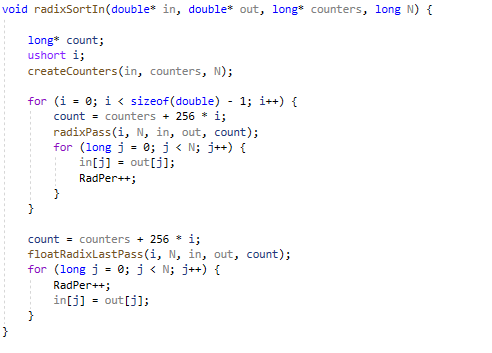 void radixSortIn(double* in, double* out, long* counters, long N) {
long* count;
ushort i;
createCounters(in, counters, N);
for (i = 0; i < sizeof(double) - 1; i++) {
count = counters + 256 * i;
radixPass(i, N, in, out, count);
for (long j = 0; j < N; j++) {
in[j] = out[j];
RadPer++;
}
}
count = counters + 256 * i;
floatRadixLastPass(i, N, in, out, count);
for (long j = 0; j < N; j++) {
RadPer++;
in[j] = out[j];
}
}